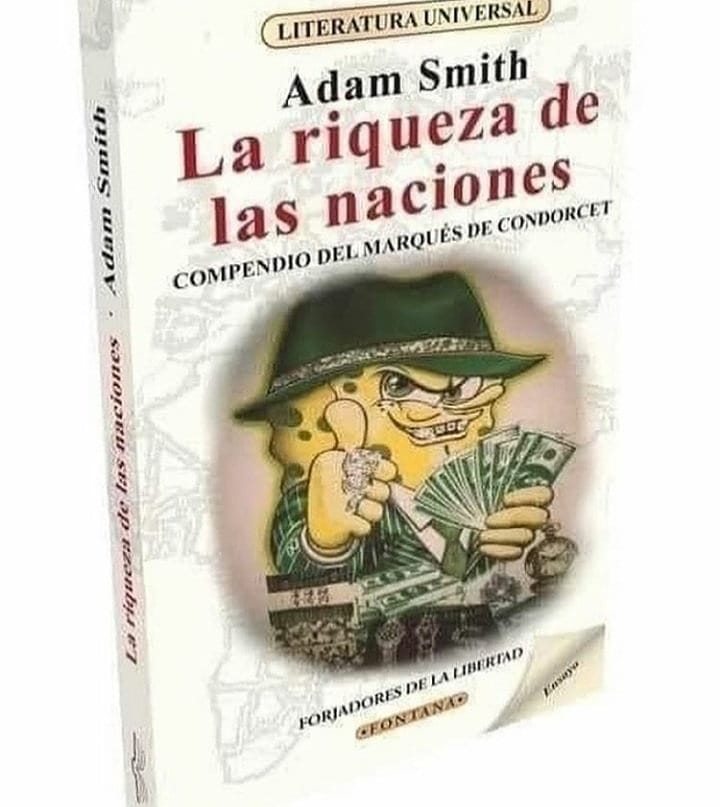 LITERATURA UNIVERSAL
Adam Smith
La riqueza de
las naciones
COMPENDIO DEL MARQUÉS DE CONDORCET
FORJADORES DE LA LIBERTAD
•FONTANA•
Ensayo
La riqueza de las naciones · Adam Smith